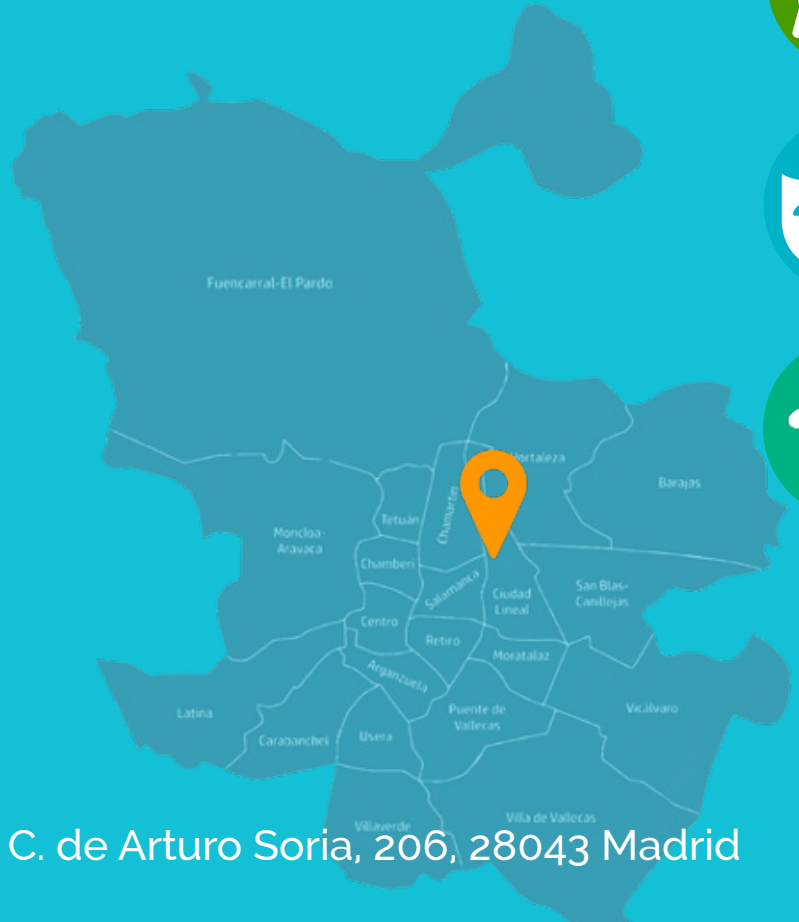 Fuencarral-El Pardo
Hortaleza
Barajas
Chamartín
Tetuán
Moncloa-
Aravaca
Chamberí
Salamanca
Ciudad
Lineal
San Blas-
Canillejas
Centro
Retiro
Moratalaz
Arganzuela
Latina
Carabanchel
Usera
Puente de
Vallecas
Vicálvaro
Villaverde
Villa de Vallecas
C. de Arturo Soria, 206, 28043 Madrid